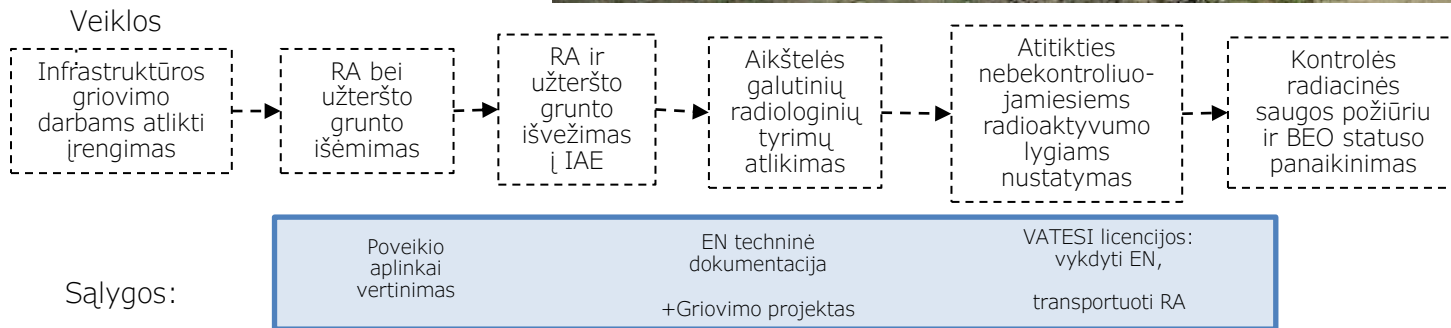 Veiklos
:
Infrastruktūros
griovimo
darbams atlikti
įrengimas
RA bei
užteršto
grunto
išėmimas
RA ir
užteršto
grunto
išvežimas
į IAE
Aikštelės
galutinių
radiologinių
tyrimų
atlikimas
Atitikties
nebekontroliuo-
jamiesiems
radioaktyvumo
lygiams
nustatymas
Kontrolės
radiacinės
saugos požiūriu
ir BEO statuso
panaikinimas
Sąlygos:
Poveikio
aplinkai
vertinimas
EN techninė
dokumentacija
+Griovimo projektas
VATESI licencijos:
vykdyti EN,
transportuoti RA